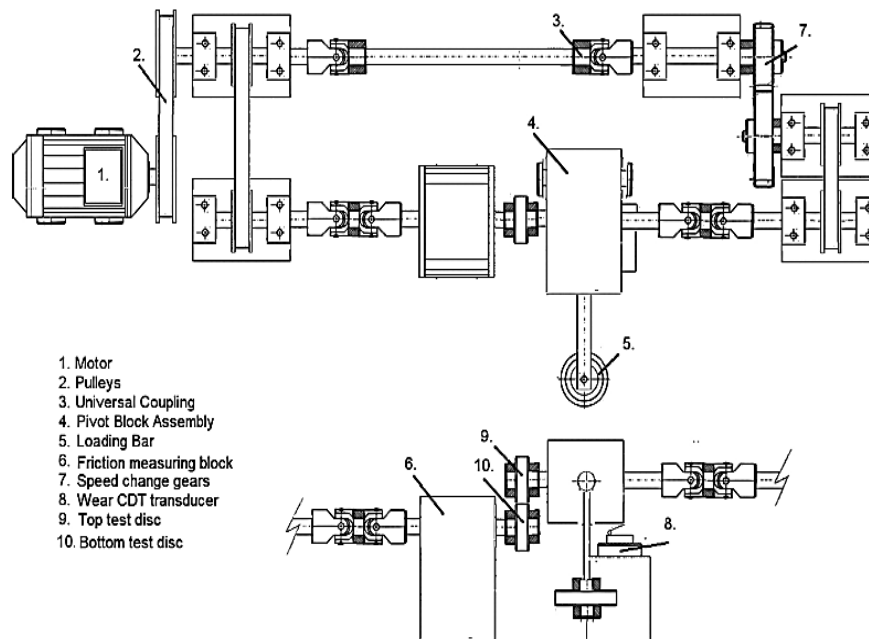 3.
7.
2.
4.
1.
5.
1. Motor
2. Pulleys
3. Universal Coupling
4. Pivot Block Assembly
5. Loading Bar
6. Friction measuring block
7. Speed change gears
8. Wear CDT transducer
9. Top test disc
10. Bottom test disc
9.
6.
10.
8.